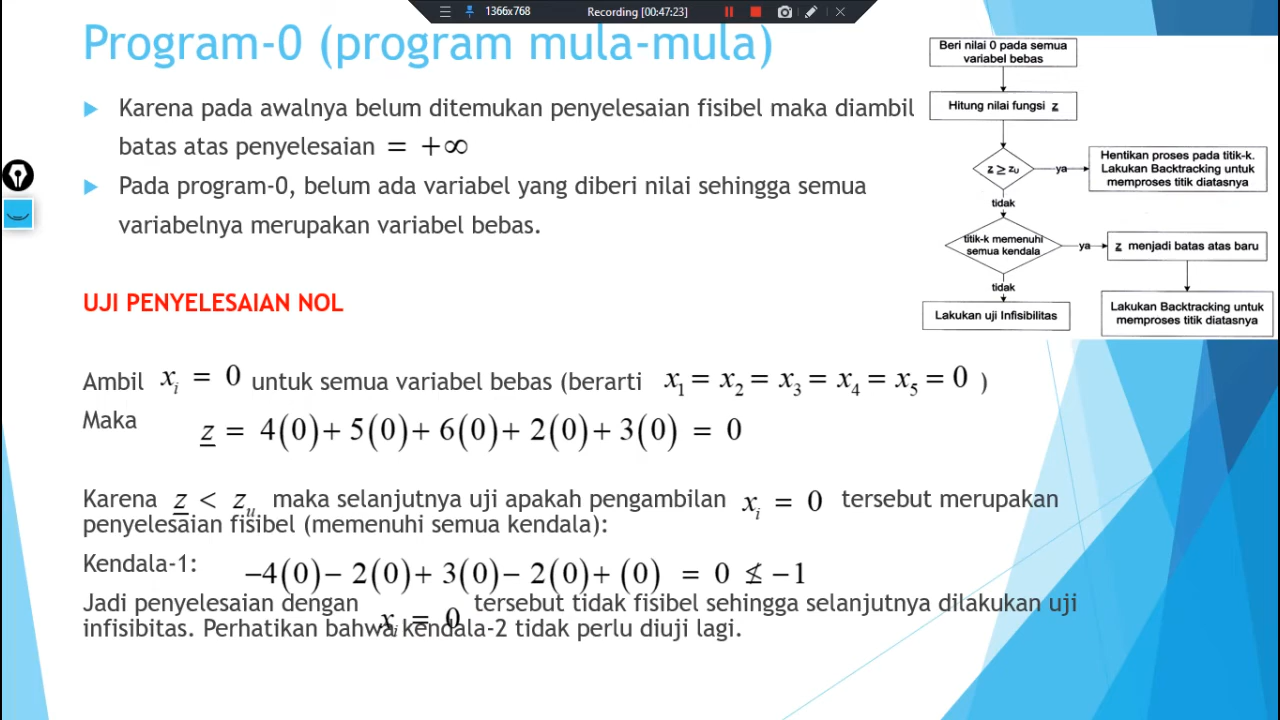 1366x768
Recording [00:47:23]
Program-0 (program mula-mula)
Karena pada awalnya belum ditemukan penyelesaian fisibel maka diambil
batas atas penyelesaian = +∞
Pada program-0, belum ada variabel yang diberi nilai sehingga semua
variabelnya merupakan variabel bebas.
UJI PENYELESAIAN NOL
Ambil xᵢ = 0 untuk semua variabel bebas (berarti x₁ = x₂ = x₃ = x₄ = x₅ = 0 )
Maka
z = 4(0)+ 5(0)+ 6(0)+ 2(0)+ 3(0) = 0
Karena z < zᵤ maka selanjutnya uji apakah pengambilan xᵢ = 0 tersebut merupakan
penyelesaian fisibel (memenuhi semua kendala):
Kendala-1: −4(0)− 2(0)+ 3(0)− 2(0)+ (0) = 0 ≰ −1
Jadi penyelesaian dengan xᵢ = 0 tersebut tidak fisibel sehingga selanjutnya dilakukan uji
infisibitas. Perhatikan bahwa kendala-2 tidak perlu diuji lagi.
Beri nilai 0 pada semua
variabel bebas
Hitung nilai fungsi z
z ≥ zᵤ
ya
Hentikan proses pada titik-k.
Lakukan Backtracking untuk
memproses titik diatasnya
tidak
titik-k memenuhi
semua kendala
ya
z menjadi batas atas baru
tidak
Lakukan uji Infisibilitas
Lakukan Backtracking untuk
memproses titik diatasnya